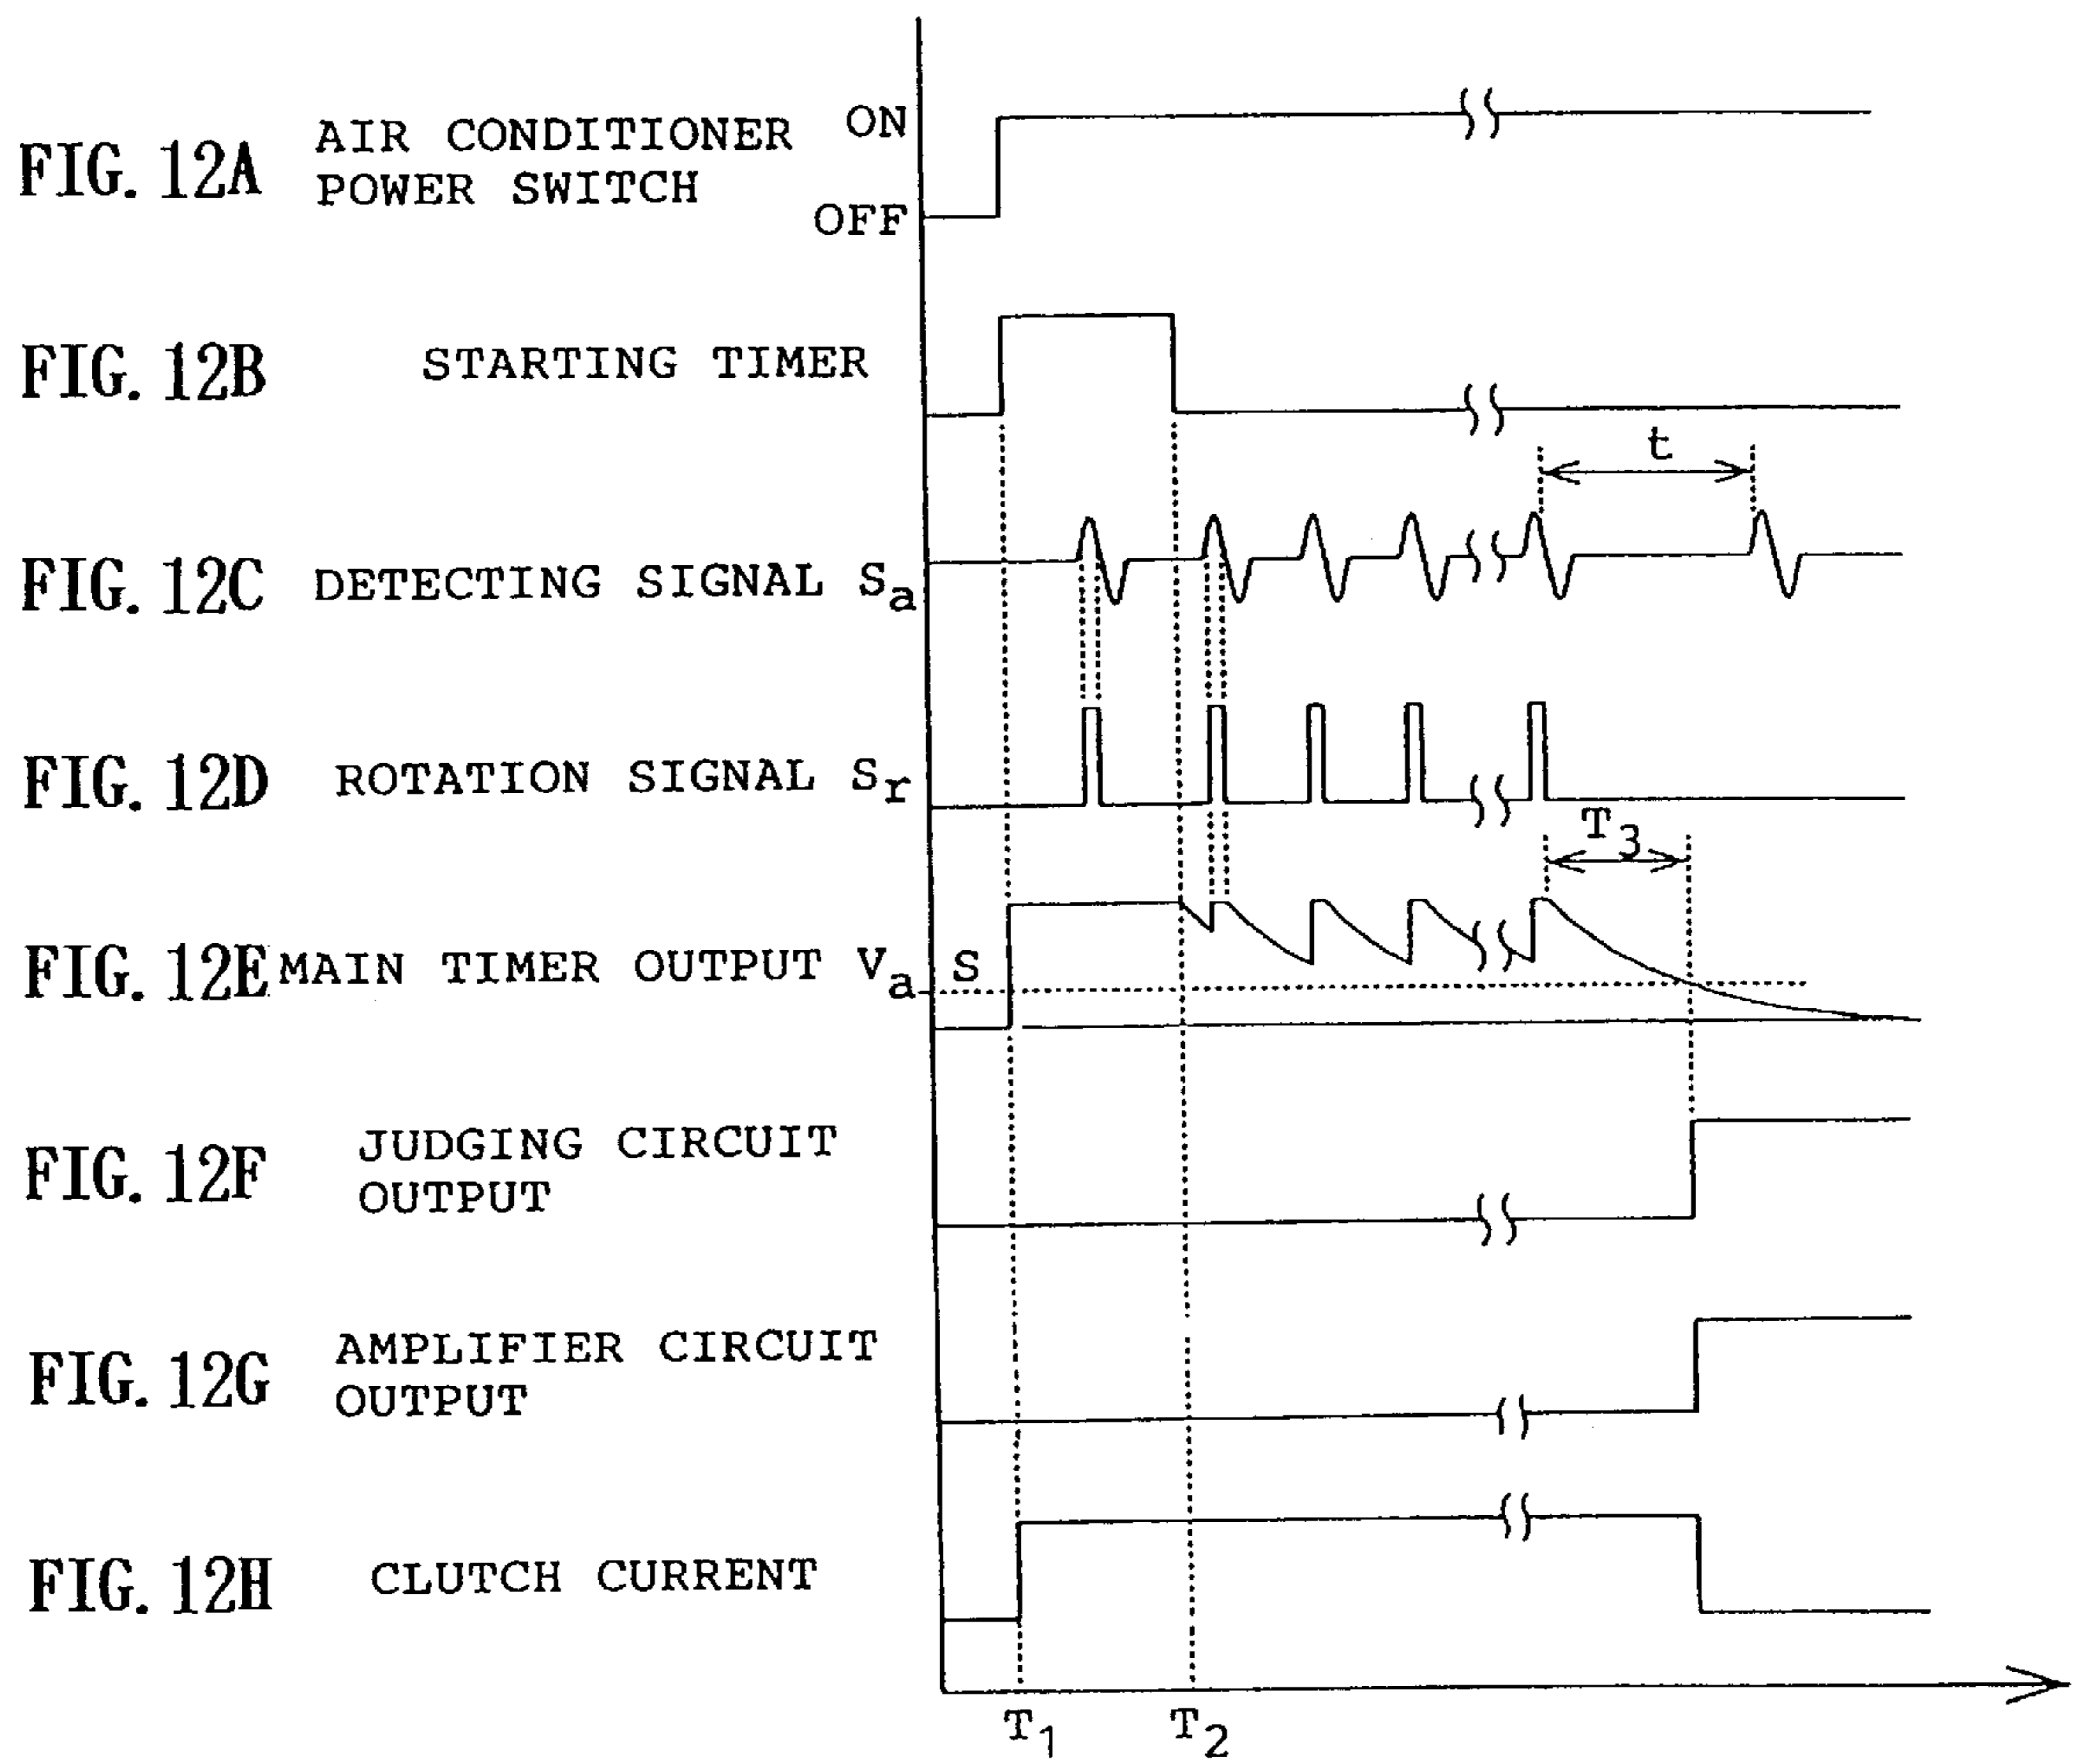 FIG. 12A AIR CONDITIONER POWER SWITCH ON OFF
FIG. 12B STARTING TIMER
t
FIG. 12C DETECTING SIGNAL Sa
FIG. 12D ROTATION SIGNAL Sr
T3
FIG. 12E MAIN TIMER OUTPUT Va S
FIG. 12F JUDGING CIRCUIT OUTPUT
FIG. 12G AMPLIFIER CIRCUIT OUTPUT
FIG. 12H CLUTCH CURRENT
T1 T2